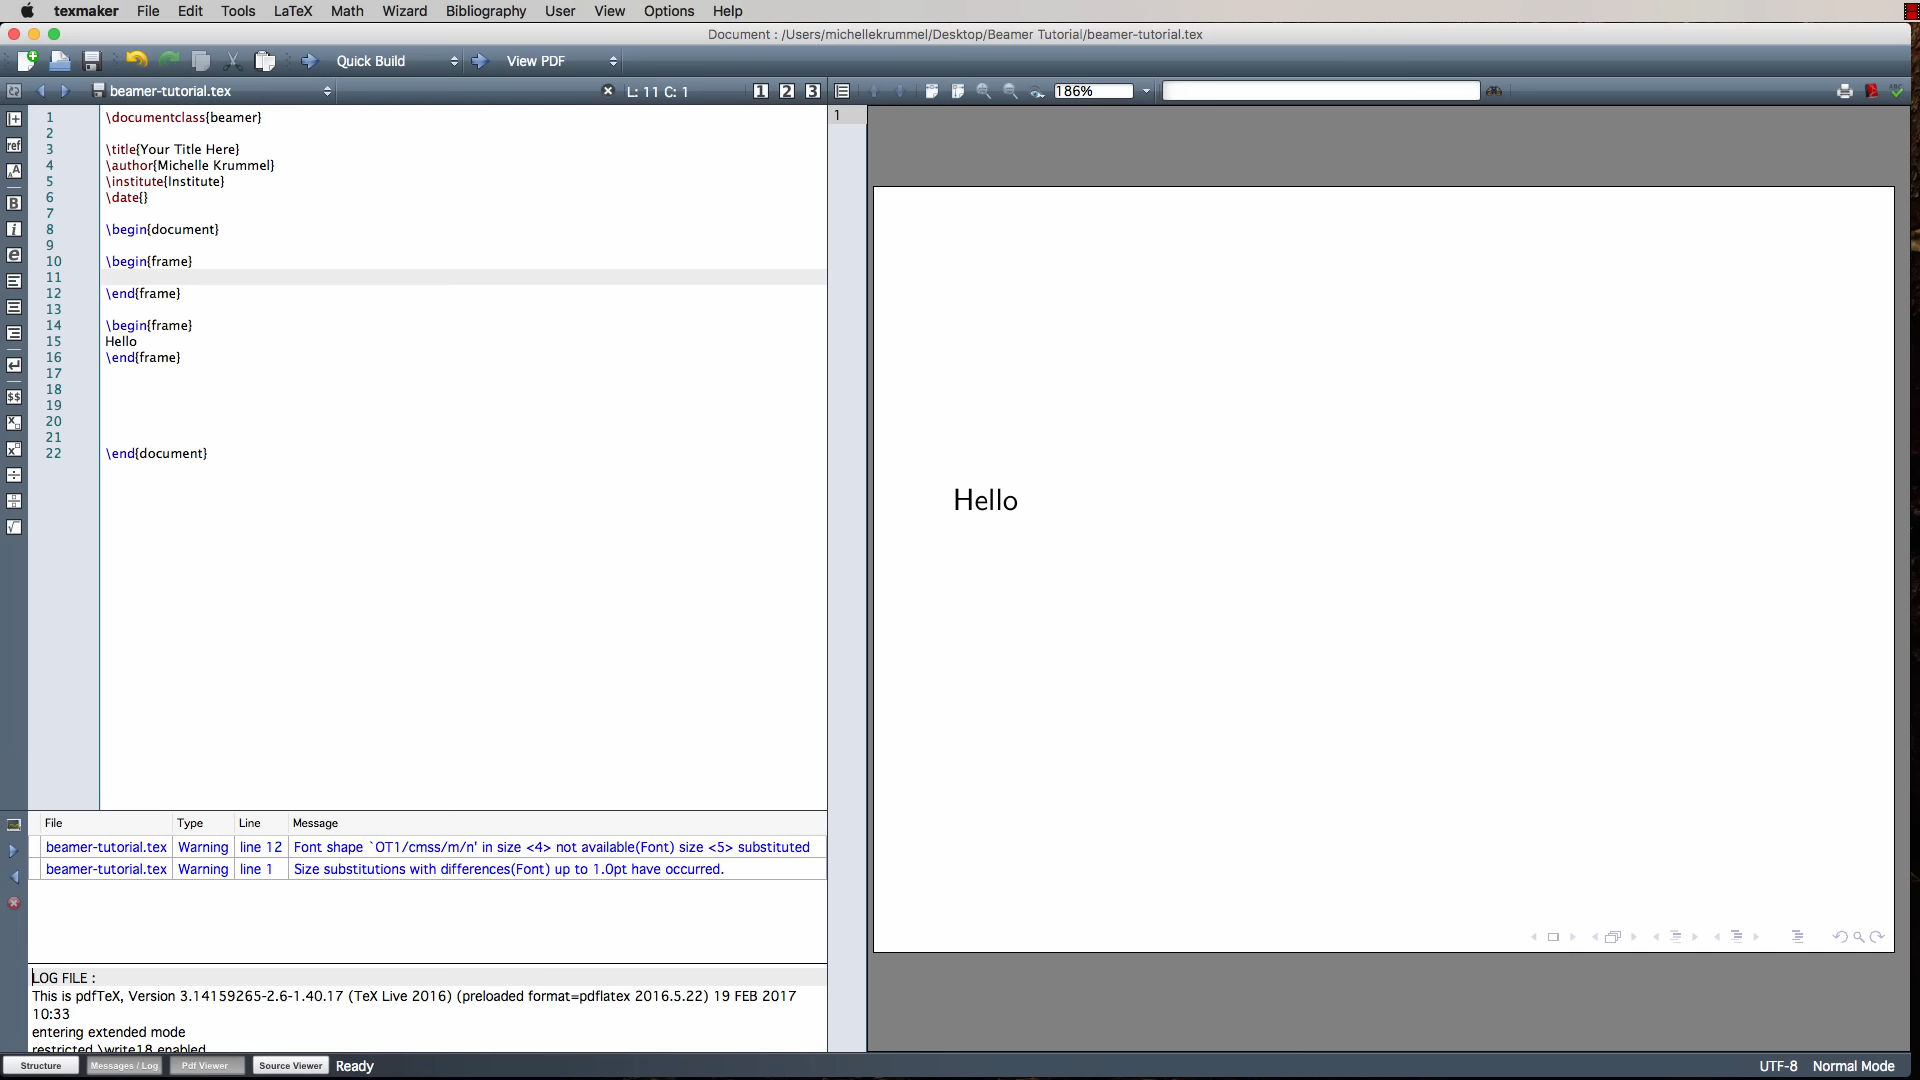 texmaker File Edit Tools LaTeX Math Wizard Bibliography User View Options Help
Document : /Users/michellekrummel/Desktop/Beamer Tutorial/beamer-tutorial.tex
Quick Build View PDF
beamer-tutorial.tex L: 11 C: 1 1 2 3 186%
1 \documentclass{beamer}
2
3 \title{Your Title Here}
4 \author{Michelle Krummel}
5 \institute{Institute}
6 \date{}
7
8 \begin{document}
9
10 \begin{frame}
11
12 \end{frame}
13
14 \begin{frame}
15 Hello
16 \end{frame}
17
18
19
20
21
22 \end{document}
1
Hello
File Type Line Message
beamer-tutorial.tex Warning line 12 Font shape `OT1/cmss/m/n' in size <4> not available(Font) size <5> substituted
beamer-tutorial.tex Warning line 1 Size substitutions with differences(Font) up to 1.0pt have occurred.
LOG FILE :
This is pdfTeX, Version 3.14159265-2.6-1.40.17 (TeX Live 2016) (preloaded format=pdflatex 2016.5.22) 19 FEB 2017
10:33
entering extended mode
restricted \write18 enabled
Structure Messages / Log Pdf Viewer Source Viewer Ready UTF-8 Normal Mode